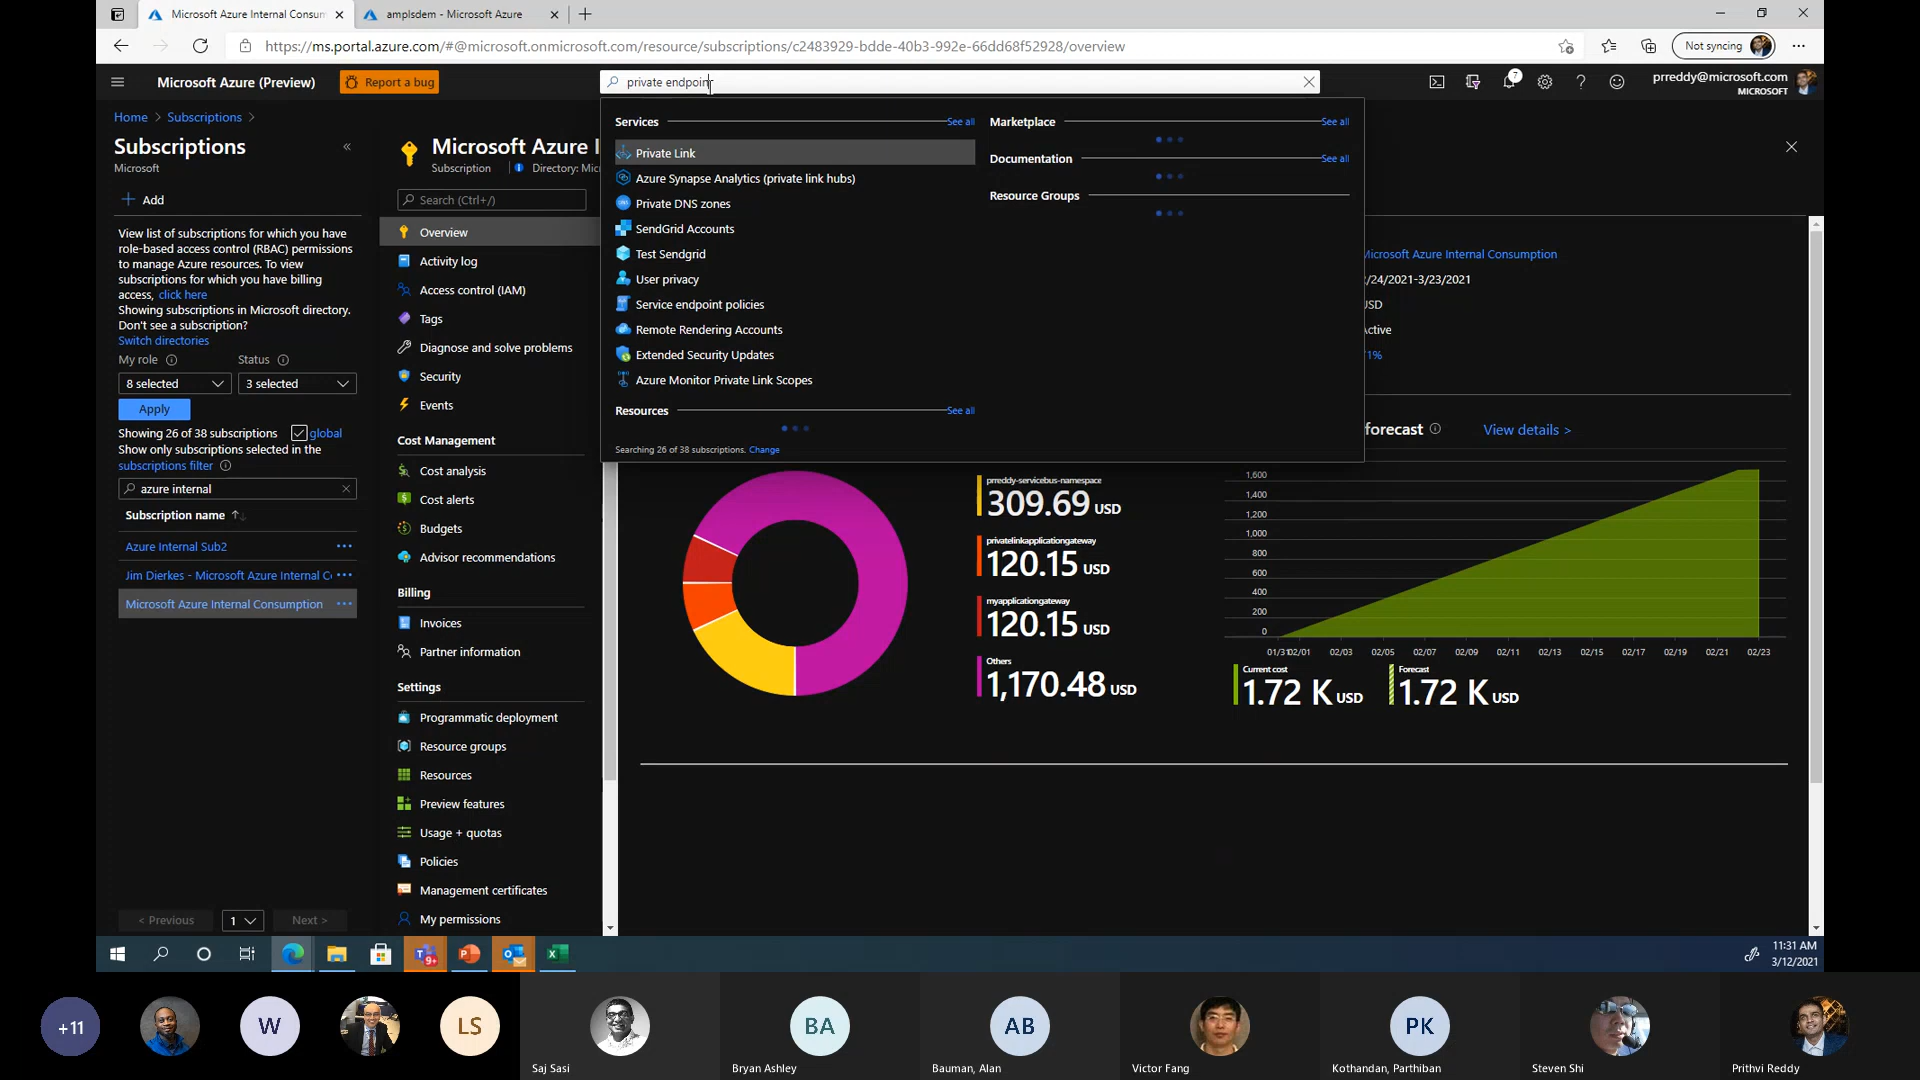 Microsoft Azure Internal Consum
amplsdem - Microsoft Azure
https://ms.portal.azure.com/#@microsoft.onmicrosoft.com/resource/subscriptions/c2483929-bdde-40b3-992e-66dd68f52928/overview
Not syncing
Microsoft Azure (Preview)
Report a bug
private endpoint
7
prreddy@microsoft.com
MICROSOFT
Home > Subscriptions >
Subscriptions
Microsoft
Add
View list of subscriptions for which you have
role-based access control (RBAC) permissions
to manage Azure resources. To view
subscriptions for which you have billing
access, click here
Showing subscriptions in Microsoft directory.
Don't see a subscription?
Switch directories
My role
Status
8 selected
3 selected
Apply
Showing 26 of 38 subscriptions
global
Show only subscriptions selected in the
subscriptions filter
azure internal
Subscription name
Azure Internal Sub2
Jim Dierkes - Microsoft Azure Internal C
Microsoft Azure Internal Consumption
< Previous
1
Next >
Microsoft Azure I
Subscription
Directory: Mic
Search (Ctrl+/)
Overview
Activity log
Access control (IAM)
Tags
Diagnose and solve problems
Security
Events
Cost Management
Cost analysis
Cost alerts
Budgets
Advisor recommendations
Billing
Invoices
Partner information
Settings
Programmatic deployment
Resource groups
Resources
Preview features
Usage + quotas
Policies
Management certificates
My permissions
Services
See all
Private Link
Azure Synapse Analytics (private link hubs)
Private DNS zones
SendGrid Accounts
Test Sendgrid
User privacy
Service endpoint policies
Remote Rendering Accounts
Extended Security Updates
Azure Monitor Private Link Scopes
Resources
See all
Searching 26 of 38 subscriptions. Change
Marketplace
See all
Documentation
See all
Resource Groups
Microsoft Azure Internal Consumption
/24/2021-3/23/2021
USD
Active
1%
forecast
View details >
prreddy-servicebus-namespace
309.69 USD
privatelinkapplicationgateway
120.15 USD
myapplicationgateway
120.15 USD
Others
1,170.48 USD
1,600
1,400
1,200
1,000
800
600
400
200
0
01/31 02/01 02/03 02/05 02/07 02/09 02/11 02/13 02/15 02/17 02/19 02/21 02/23
Current cost
1.72 K USD
Forecast
1.72 K USD
9+
11:31 AM
3/12/2021
+11
W
LS
BA
AB
PK
Saj Sasi
Bryan Ashley
Bauman, Alan
Victor Fang
Kothandan, Parthiban
Steven Shi
Prithvi Reddy